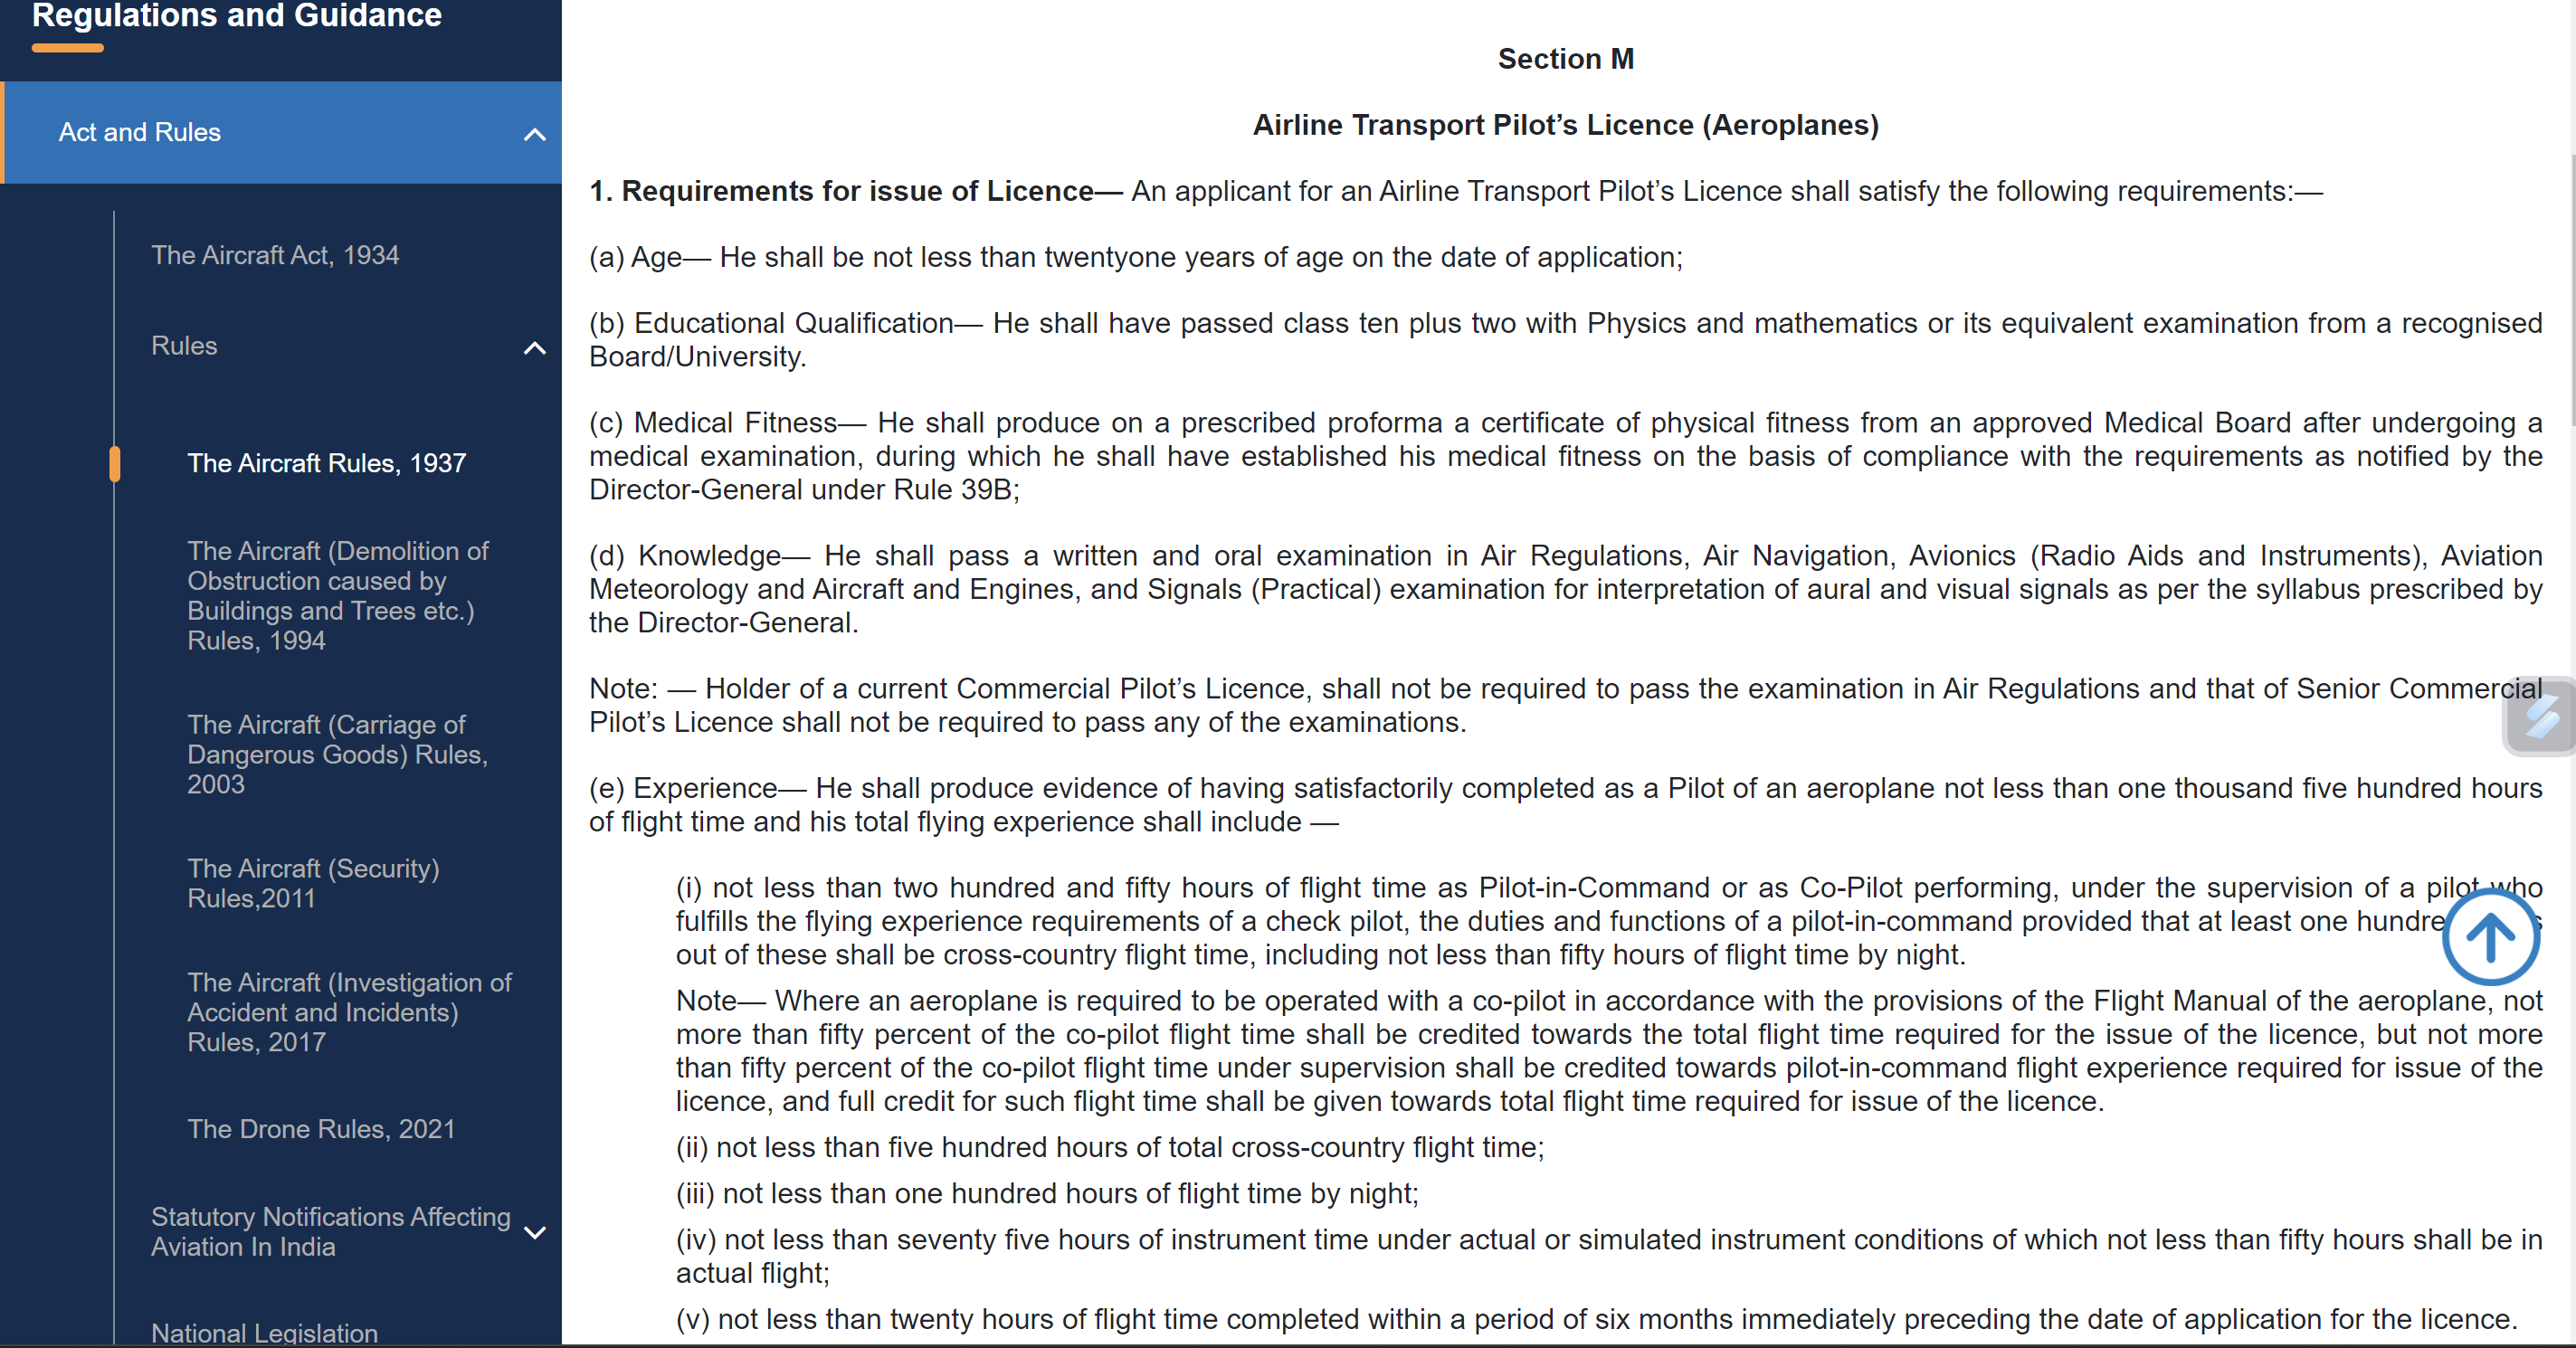 Regulations and Guidance
Act and Rules
The Aircraft Act, 1934
Rules
The Aircraft Rules, 1937
The Aircraft (Demolition of
Obstruction caused by
Buildings and Trees etc.)
Rules, 1994
The Aircraft (Carriage of
Dangerous Goods) Rules,
2003
The Aircraft (Security)
Rules,2011
The Aircraft (Investigation of
Accident and Incidents)
Rules, 2017
The Drone Rules, 2021
Statutory Notifications Affecting
Aviation In India
National Legislation
Section M
Airline Transport Pilot’s Licence (Aeroplanes)
1. Requirements for issue of Licence— An applicant for an Airline Transport Pilot’s Licence shall satisfy the following requirements:—
(a) Age— He shall be not less than twentyone years of age on the date of application;
(b) Educational Qualification— He shall have passed class ten plus two with Physics and mathematics or its equivalent examination from a recognised
Board/University.
(c) Medical Fitness— He shall produce on a prescribed proforma a certificate of physical fitness from an approved Medical Board after undergoing a
medical examination, during which he shall have established his medical fitness on the basis of compliance with the requirements as notified by the
Director-General under Rule 39B;
(d) Knowledge— He shall pass a written and oral examination in Air Regulations, Air Navigation, Avionics (Radio Aids and Instruments), Aviation
Meteorology and Aircraft and Engines, and Signals (Practical) examination for interpretation of aural and visual signals as per the syllabus prescribed by
the Director-General.
Note: — Holder of a current Commercial Pilot’s Licence, shall not be required to pass the examination in Air Regulations and that of Senior Commercial
Pilot’s Licence shall not be required to pass any of the examinations.
(e) Experience— He shall produce evidence of having satisfactorily completed as a Pilot of an aeroplane not less than one thousand five hundred hours
of flight time and his total flying experience shall include —
(i) not less than two hundred and fifty hours of flight time as Pilot-in-Command or as Co-Pilot performing, under the supervision of a pilot who
fulfills the flying experience requirements of a check pilot, the duties and functions of a pilot-in-command provided that at least one
out of these shall be cross-country flight time, including not less than fifty hours of flight time by night.
Note— Where an aeroplane is required to be operated with a co-pilot in accordance with the provisions of the Flight Manual of the aeroplane, not
more than fifty percent of the co-pilot flight time shall be credited towards the total flight time required for the issue of the licence, but not more
than fifty percent of the co-pilot flight time under supervision shall be credited towards pilot-in-command flight experience required for issue of the
licence, and full credit for such flight time shall be given towards total flight time required for issue of the licence.
(ii) not less than five hundred hours of total cross-country flight time;
(iii) not less than one hundred hours of flight time by night;
(iv) not less than seventy five hours of instrument time under actual or simulated instrument conditions of which not less than fifty hours shall be in
actual flight;
(v) not less than twenty hours of flight time completed within a period of six months immediately preceding the date of application for the licence.